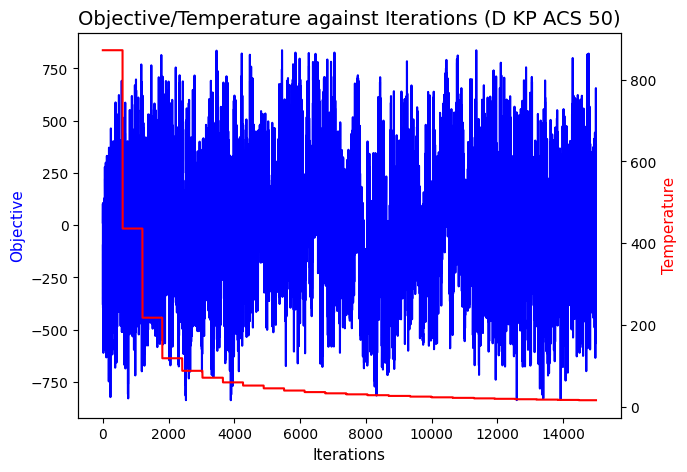 Objective/Temperature against Iterations (D KP ACS 50)
750
500
250
0
−250
−500
−750
Objective
800
600
400
200
0
Temperature
0 2000 4000 6000 8000 10000 12000 14000
Iterations